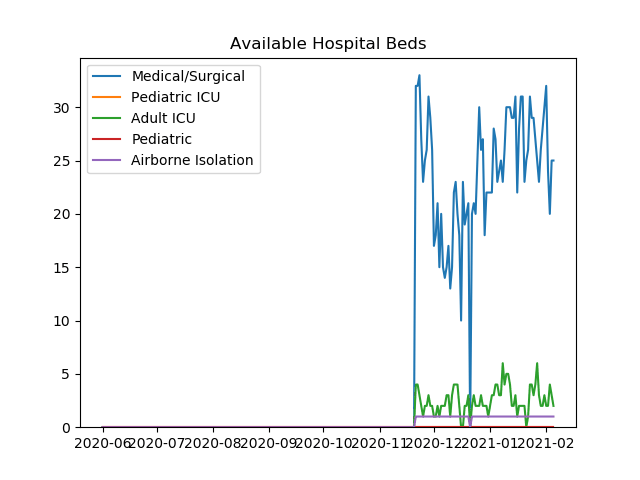 Available Hospital Beds
Medical/Surgical
Pediatric ICU
Adult ICU
Pediatric
Airborne Isolation
30
25
20
15
10
5
0
2020-06 2020-07 2020-08 2020-09 2020-10 2020-11 2020-12 2021-01 2021-02